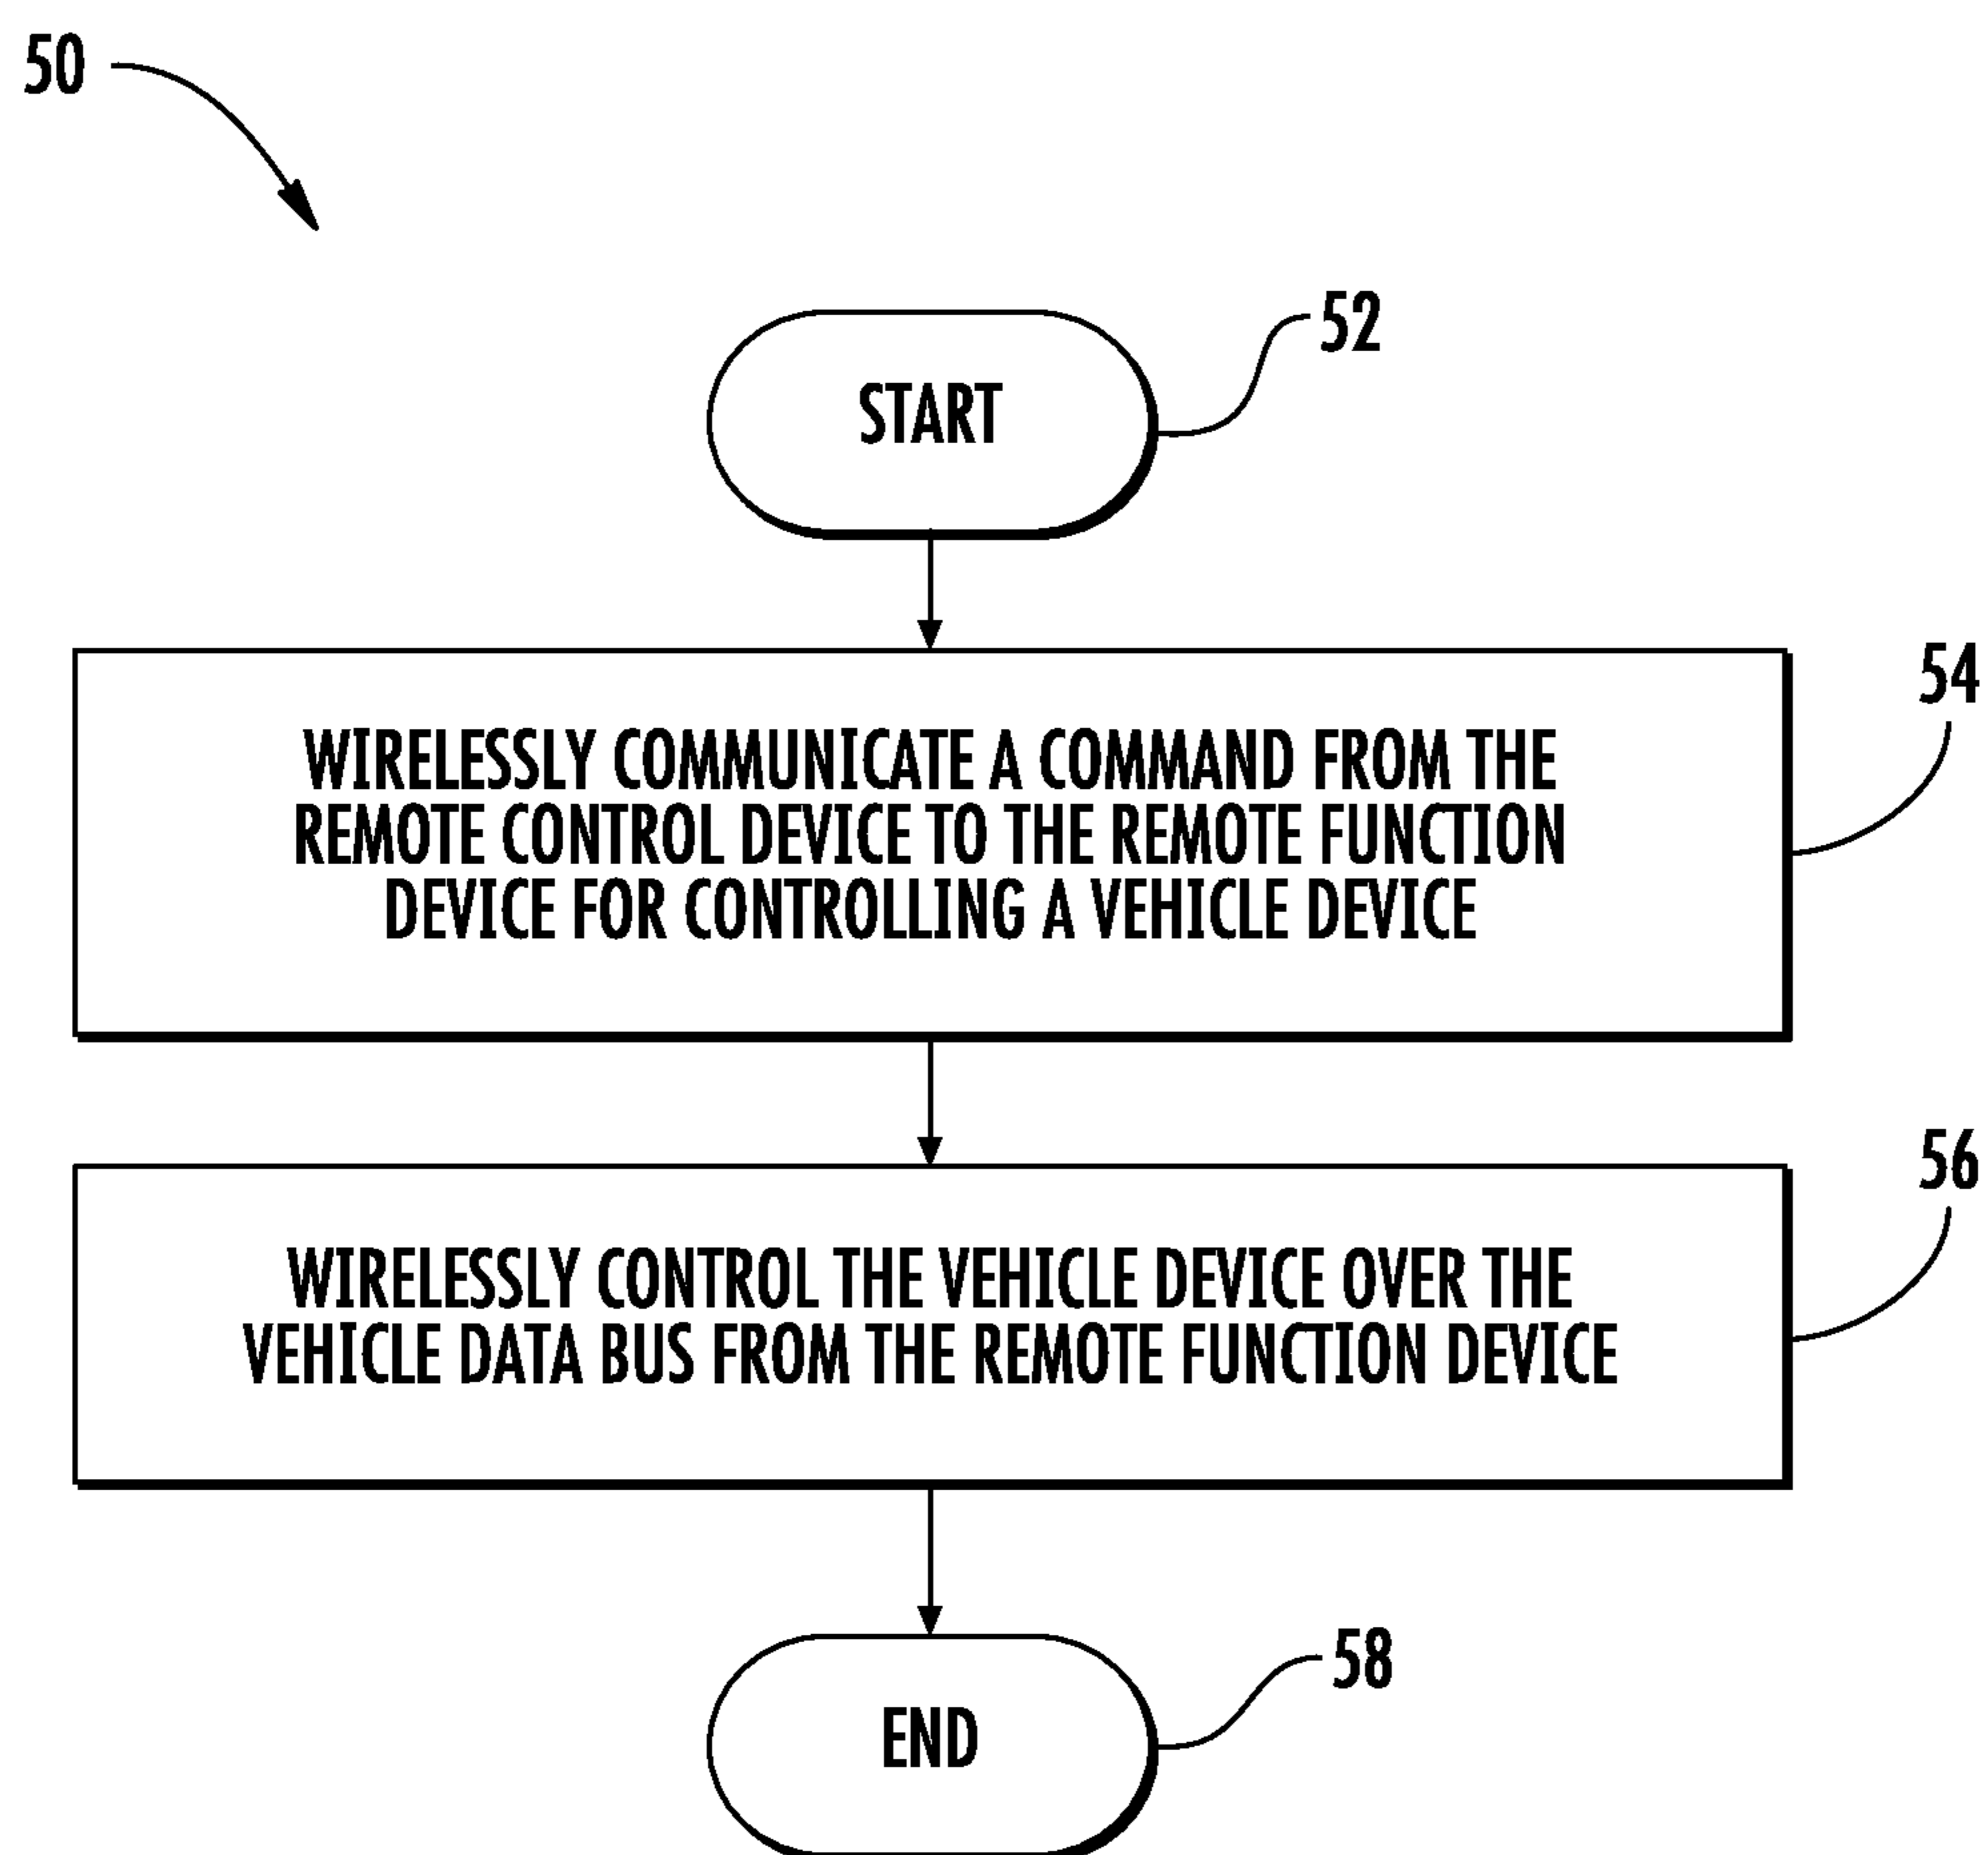 50
52
START
54
WIRELESSLY COMMUNICATE A COMMAND FROM THE
REMOTE CONTROL DEVICE TO THE REMOTE FUNCTION
DEVICE FOR CONTROLLING A VEHICLE DEVICE
56
WIRELESSLY CONTROL THE VEHICLE DEVICE OVER THE
VEHICLE DATA BUS FROM THE REMOTE FUNCTION DEVICE
58
END